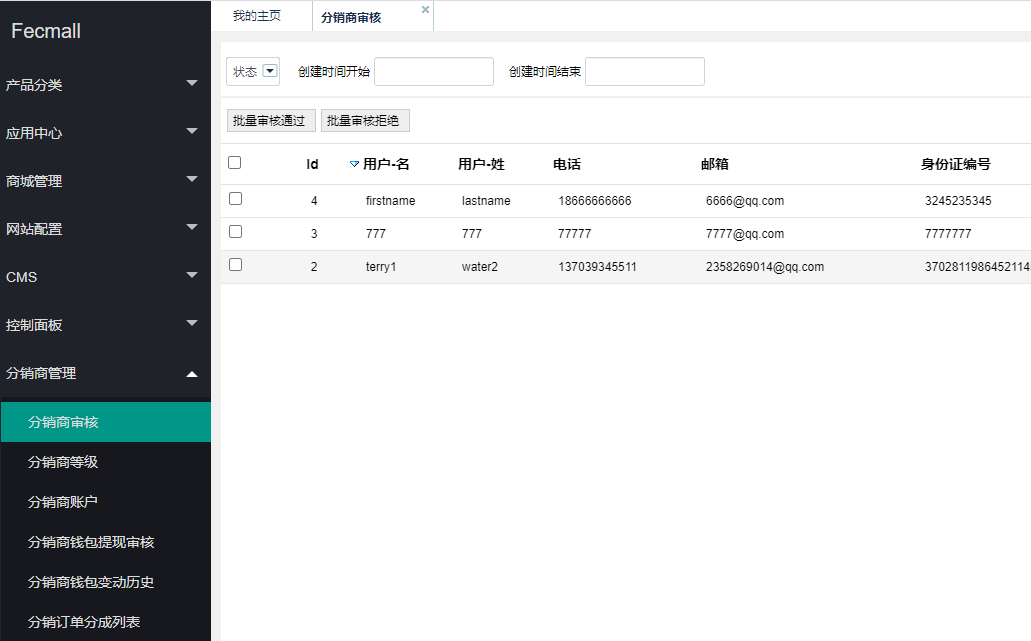 Fecmall
产品分类
应用中心
商城管理
网站配置
CMS
控制面板
分销商管理
分销商审核
分销商等级
分销商账户
分销商钱包提现审核
分销商钱包变动历史
分销订单分成列表
我的主页 分销商审核
状态 创建时间开始 创建时间结束
批量审核通过 批量审核拒绝
Id 用户-名 用户-姓 电话 邮箱 身份证编号
4 firstname lastname 18666666666 6666@qq.com 3245235345
3 777 777 77777 7777@qq.com 7777777
2 terry1 water2 137039345511 2358269014@qq.com 370281198645211